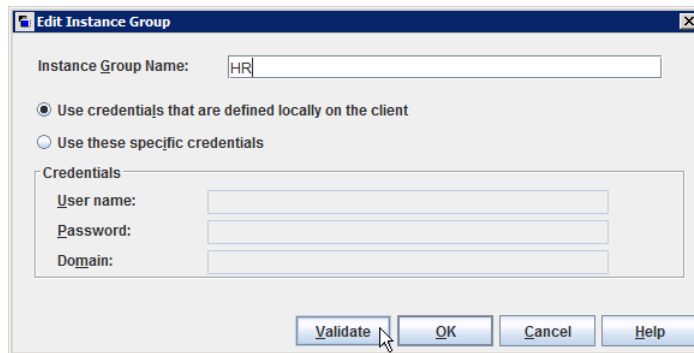 Edit Instance Group
Instance Group Name: HR
Use credentials that are defined locally on the client
Use these specific credentials
Credentials
User name:
Password:
Domain:
Validate OK Cancel Help